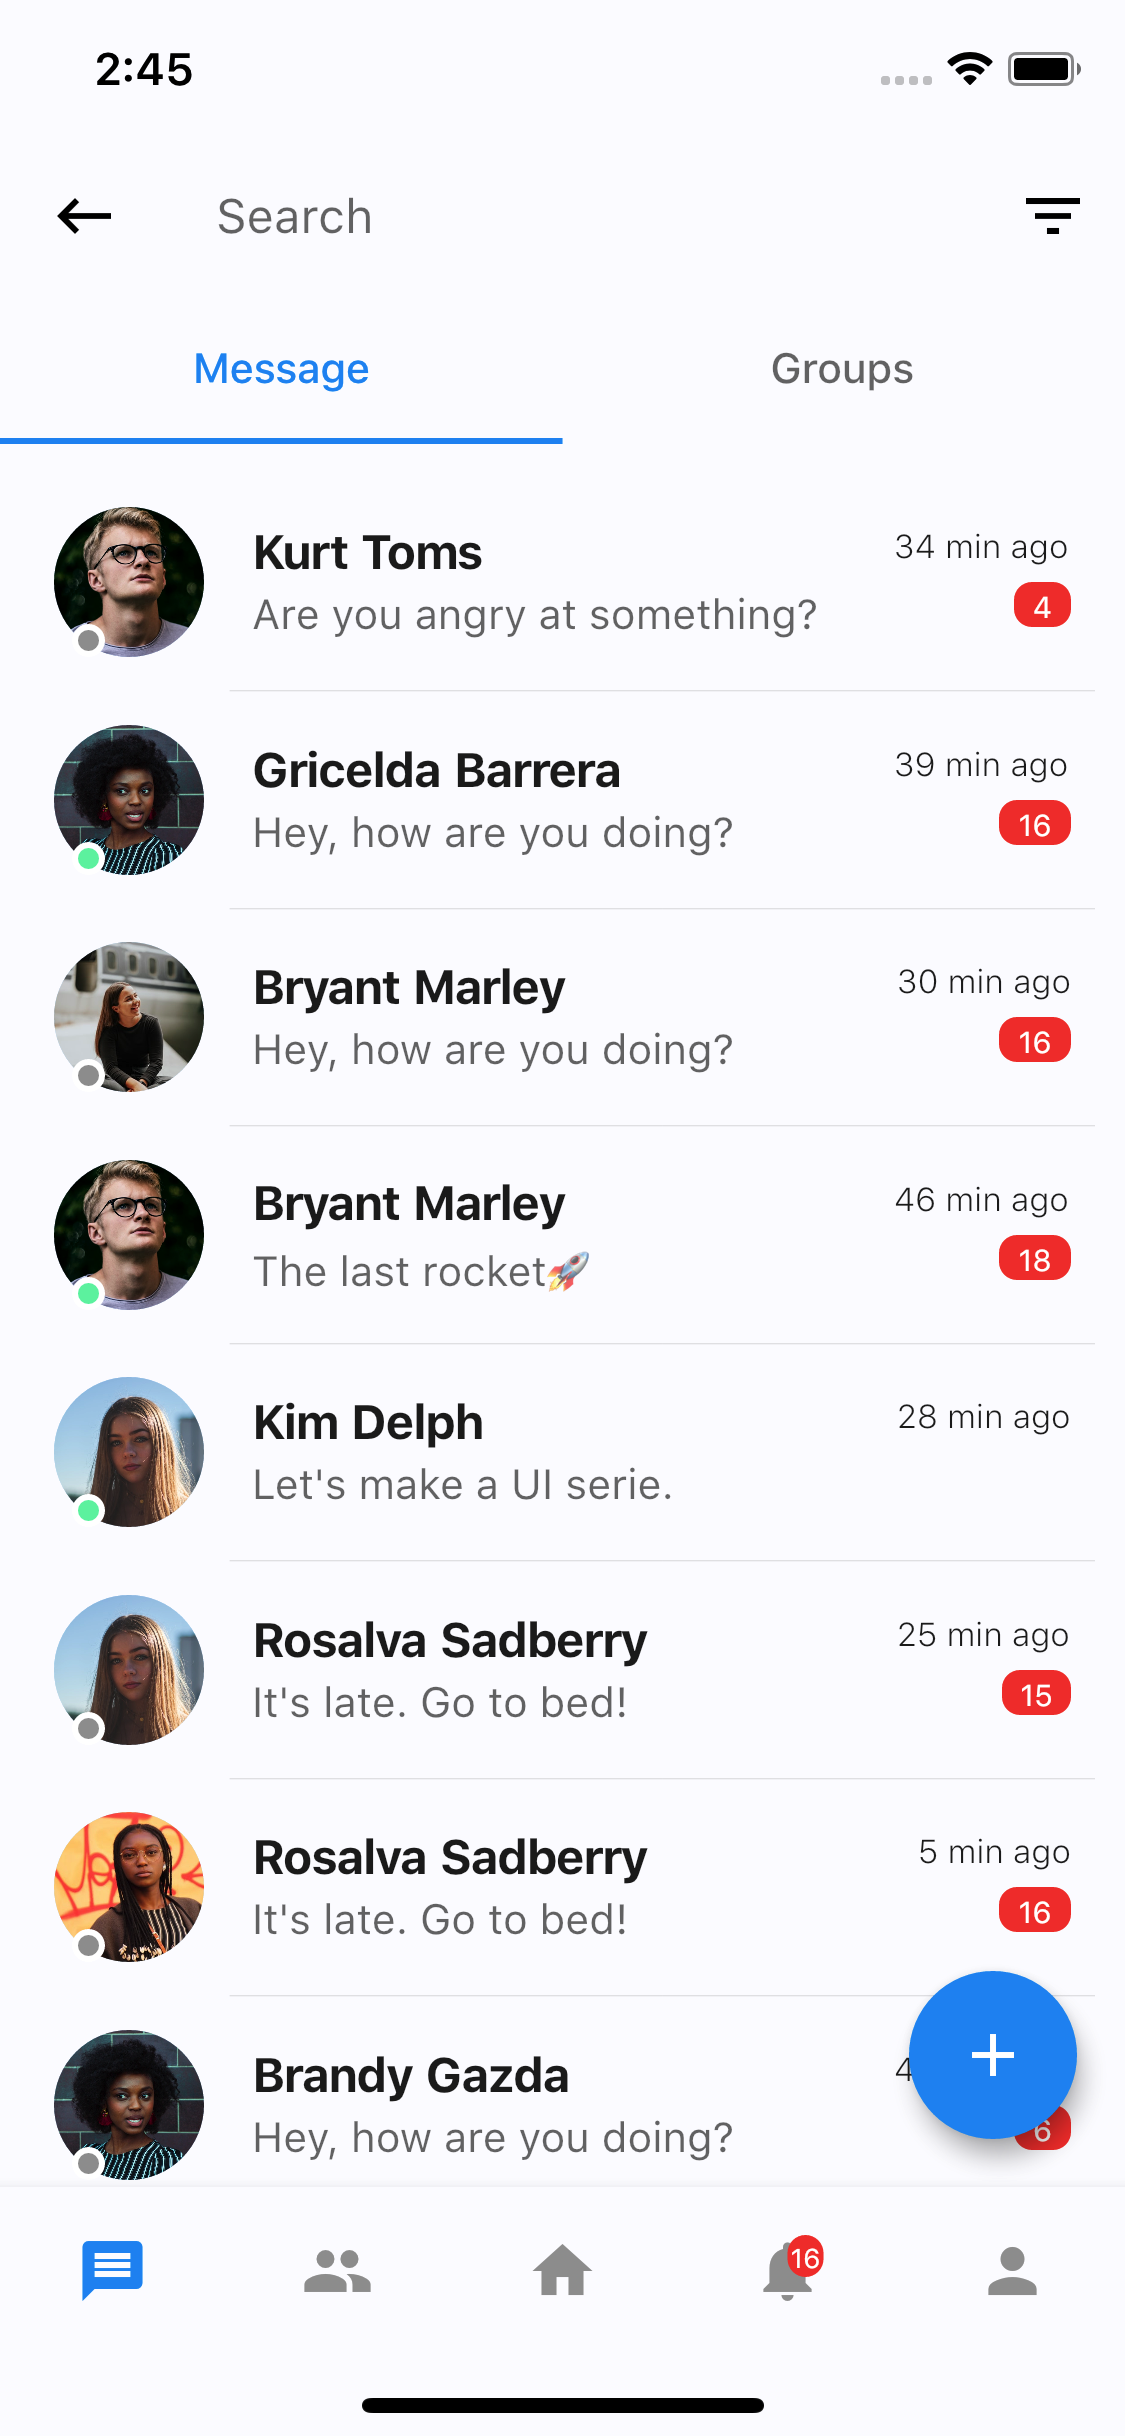 2:45
Search
Message Groups
Kurt Toms 34 min ago
Are you angry at something? 4
Gricelda Barrera 39 min ago
Hey, how are you doing? 16
Bryant Marley 30 min ago
Hey, how are you doing? 16
Bryant Marley 46 min ago
The last rocket🚀 18
Kim Delph 28 min ago
Let's make a UI serie.
Rosalva Sadberry 25 min ago
It's late. Go to bed! 15
Rosalva Sadberry 5 min ago
It's late. Go to bed! 16
Brandy Gazda
Hey, how are you doing? 6
16